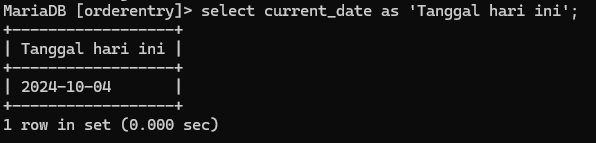 MariaDB [orderentry]> select current_date as 'Tanggal hari ini';
+------------------+
| Tanggal hari ini |
+------------------+
| 2024-10-04       |
+------------------+
1 row in set (0.000 sec)